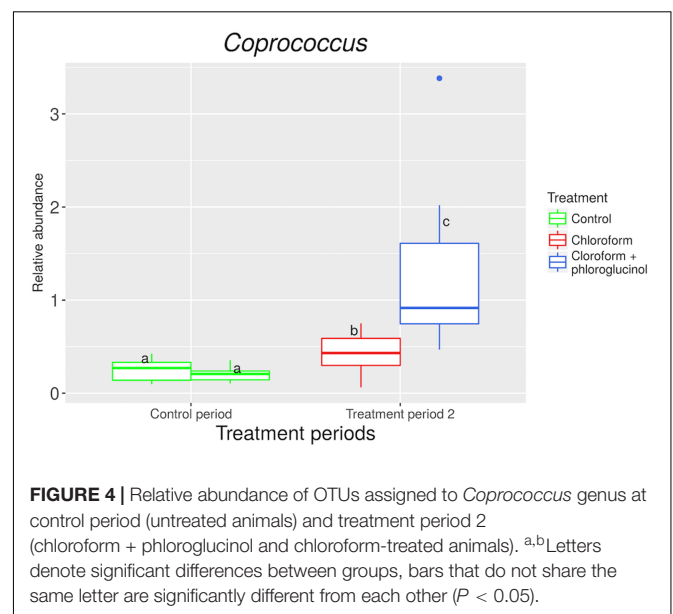 Coprococcus
3
2
1
0
Relative abundance
a
a
b
c
Control period
Treatment period 2
Treatment periods
Treatment
Control
Chloroform
Cloroform +
phloroglucinol
FIGURE 4 | Relative abundance of OTUs assigned to Coprococcus genus at
control period (untreated animals) and treatment period 2
(chloroform + phloroglucinol and chloroform-treated animals). a,bLetters
denote significant differences between groups, bars that do not share the
same letter are significantly different from each other (P < 0.05).